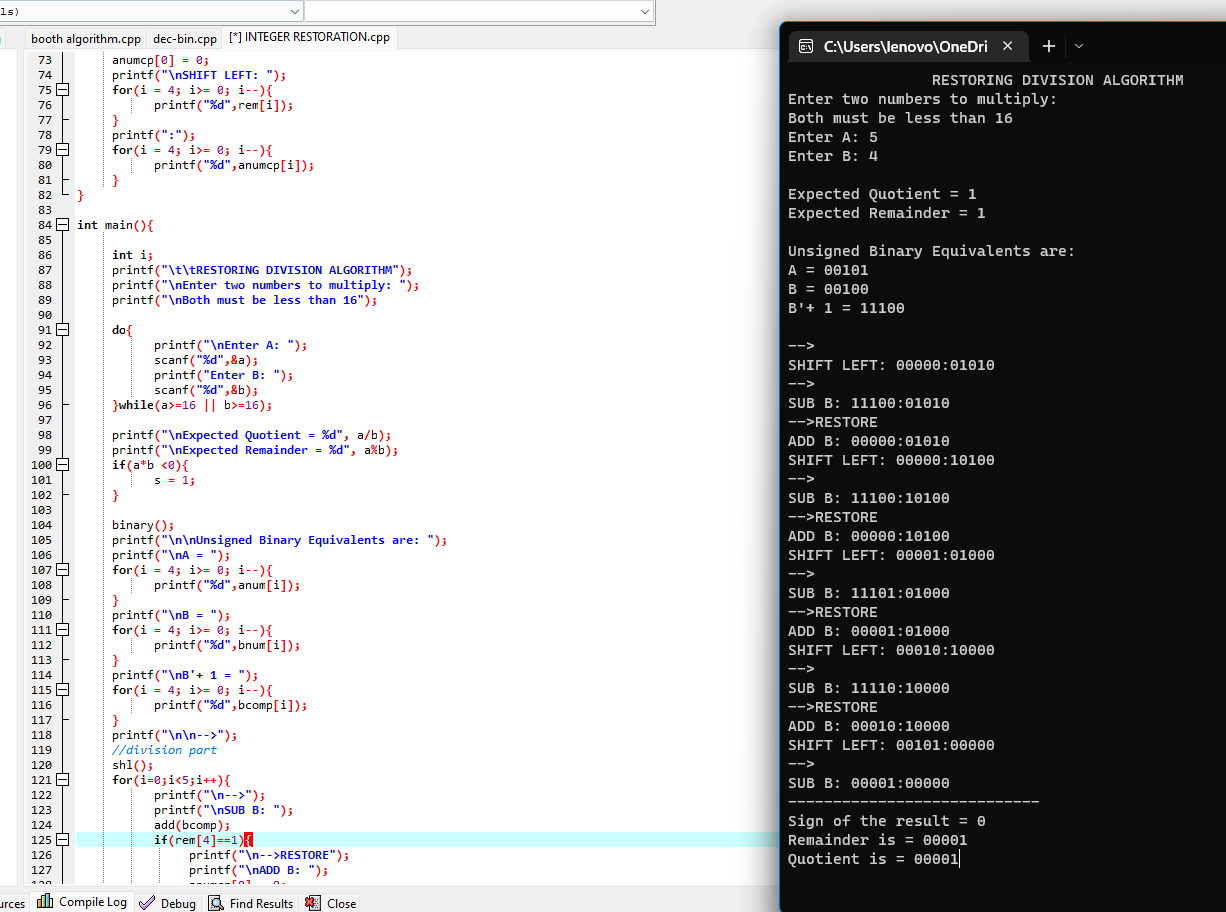 ls)
booth algorithm.cpp dec-bin.cpp [*] INTEGER RESTORATION.cpp
73 anumcp[0] = 0;
74 printf("\nSHIFT LEFT: ");
75 for(i = 4; i>= 0; i--){
76 printf("%d",rem[i]);
77 }
78 printf(":");
79 for(i = 4; i>= 0; i--){
80 printf("%d",anumcp[i]);
81 }
82 }
83
84 int main(){
85
86 int i;
87 printf("\t\tRESTORING DIVISION ALGORITHM");
88 printf("\nEnter two numbers to multiply: ");
89 printf("\nBoth must be less than 16");
90
91 do{
92 printf("\nEnter A: ");
93 scanf("%d",&a);
94 printf("Enter B: ");
95 scanf("%d",&b);
96 }while(a>=16 || b>=16);
97
98 printf("\nExpected Quotient = %d", a/b);
99 printf("\nExpected Remainder = %d", a%b);
100 if(a*b <0){
101 s = 1;
102 }
103
104 binary();
105 printf("\n\nUnsigned Binary Equivalents are: ");
106 printf("\nA = ");
107 for(i = 4; i>= 0; i--){
108 printf("%d",anum[i]);
109 }
110 printf("\nB = ");
111 for(i = 4; i>= 0; i--){
112 printf("%d",bnum[i]);
113 }
114 printf("\nB'+ 1 = ");
115 for(i = 4; i>= 0; i--){
116 printf("%d",bcomp[i]);
117 }
118 printf("\n\n-->");
119 //division part
120 shl();
121 for(i=0;i<5;i++){
122 printf("\n-->");
123 printf("\nSUB B: ");
124 add(bcomp);
125 if(rem[4]==1){
126 printf("\n-->RESTORE");
127 printf("\nADD B: ");
urces Compile Log Debug Find Results Close
C:\Users\lenovo\OneDri
RESTORING DIVISION ALGORITHM
Enter two numbers to multiply:
Both must be less than 16
Enter A: 5
Enter B: 4

Expected Quotient = 1
Expected Remainder = 1

Unsigned Binary Equivalents are:
A = 00101
B = 00100
B'+ 1 = 11100

-->
SHIFT LEFT: 00000:01010
-->
SUB B: 11100:01010
-->RESTORE
ADD B: 00000:01010
SHIFT LEFT: 00000:10100
-->
SUB B: 11100:10100
-->RESTORE
ADD B: 00000:10100
SHIFT LEFT: 00001:01000
-->
SUB B: 11101:01000
-->RESTORE
ADD B: 00001:01000
SHIFT LEFT: 00010:10000
-->
SUB B: 11110:10000
-->RESTORE
ADD B: 00010:10000
SHIFT LEFT: 00101:00000
-->
SUB B: 00001:00000
----------------------------
Sign of the result = 0
Remainder is = 00001
Quotient is = 00001